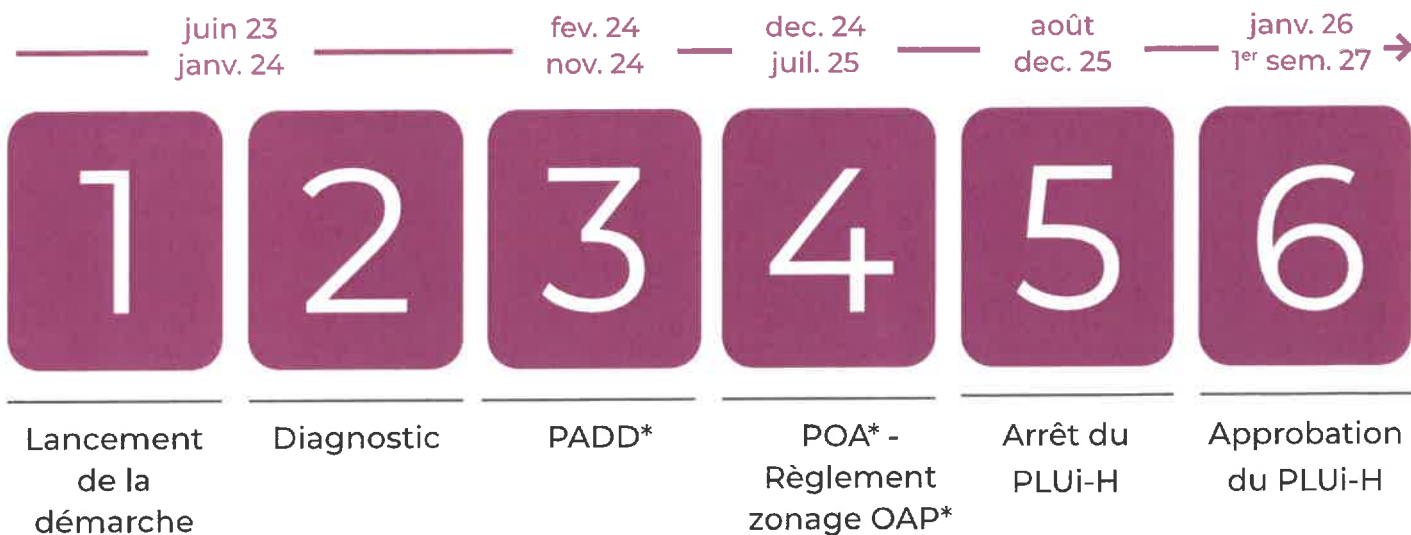 juin 23
janv. 24
fev. 24
nov. 24
dec. 24
juil. 25
août
dec. 25
janv. 26
1er sem. 27
1
2
3
4
5
6
Lancement
de la
démarche
Diagnostic
PADD*
POA* -
Règlement
zonage OAP*
Arrêt du
PLUi-H
Approbation
du PLUi-H